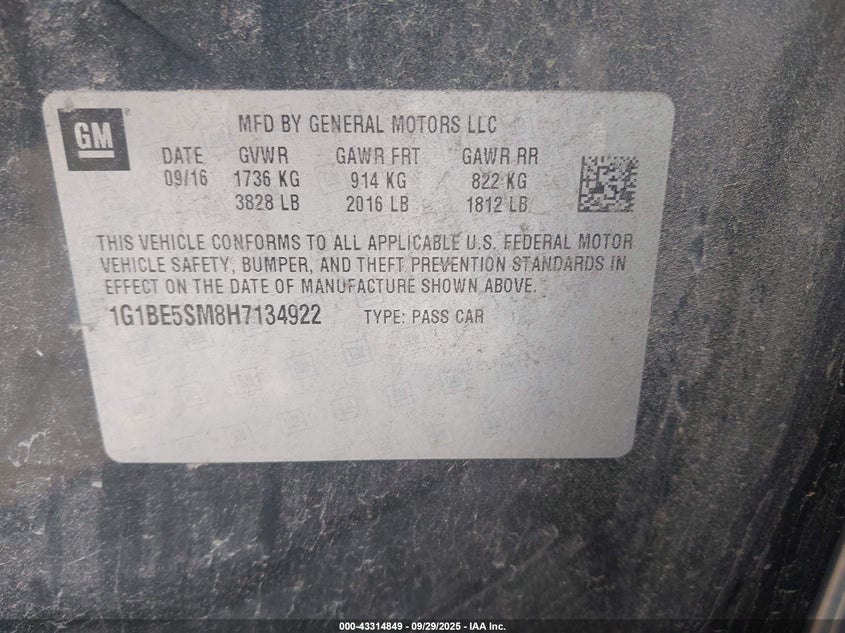 GM
MFD BY GENERAL MOTORS LLC
DATE GVWR GAWR FRT GAWR RR
09/16 1736 KG 914 KG 822 KG
3828 LB 2016 LB 1812 LB
THIS VEHICLE CONFORMS TO ALL APPLICABLE U.S. FEDERAL MOTOR
VEHICLE SAFETY, BUMPER, AND THEFT PREVENTION STANDARDS IN
EFFECT ON THE DATE OF MANUFACTURE SHOWN ABOVE.
1G1BE5SM8H7134922 TYPE: PASS CAR
000-43314849 - 09/29/2025 - IAA Inc.